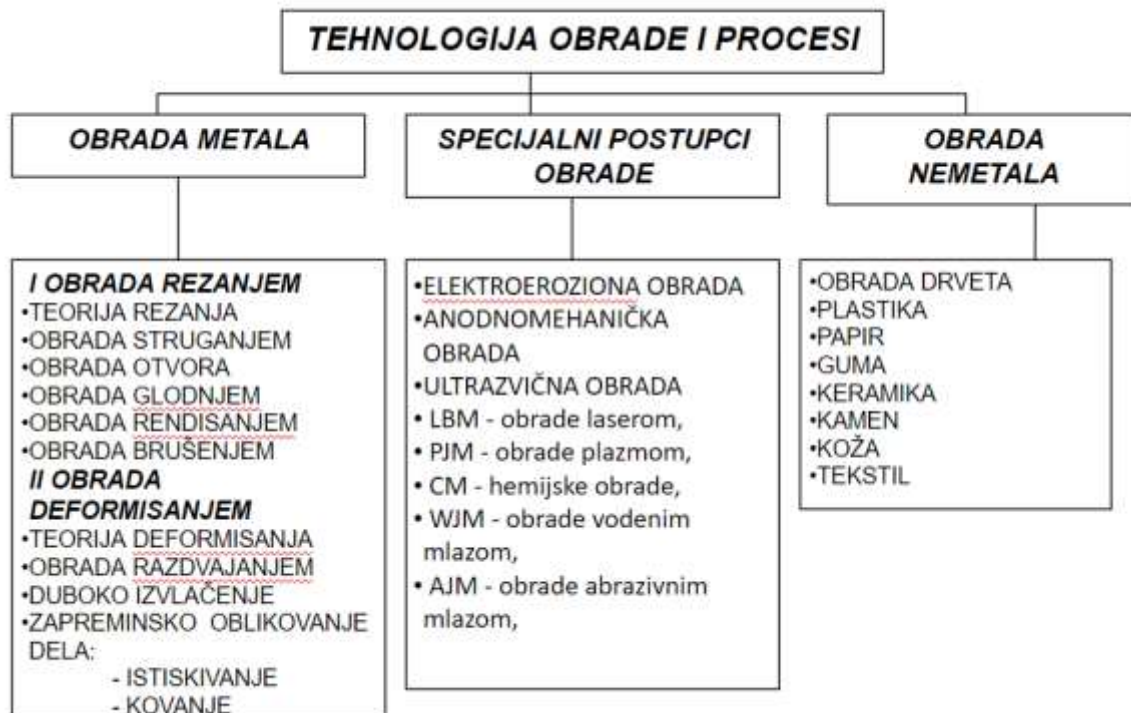 TEHNOLOGIJA OBRADE I PROCESI
OBRADA METALA
SPECIJALNI POSTUPCI
OBRADE
OBRADA
NEMETALA
I OBRADA REZANJEM
•TEORIJA REZANJA
•OBRADA STRUGANJEM
•OBRADA OTVORA
•OBRADA GLODNJEM
•OBRADA RENDISANJEM
•OBRADA BRUŠENJEM
II OBRADA
DEFORMISANJEM
•TEORIJA DEFORMISANJA
•OBRADA RAZDVAJANJEM
•DUBOKO IZVLAČENJE
•ZAPREMINSKO OBLIKOVANJE
DELA:
- ISTISKIVANJE
- KOVANJE
•ELEKTROEROZIONA OBRADA
•ANODNOMEHANIČKA
OBRADA
•ULTRAZVIČNA OBRADA
• LBM - obrade laserom,
• PJM - obrade plazmom,
• CM - hemijske obrade,
• WJM - obrade vodenim
mlazom,
• AJM - obrade abrazivnim
mlazom,
•OBRADA DRVETA
•PLASTIKA
•PAPIR
•GUMA
•KERAMIKA
•KAMEN
•KOŽA
•TEKSTIL